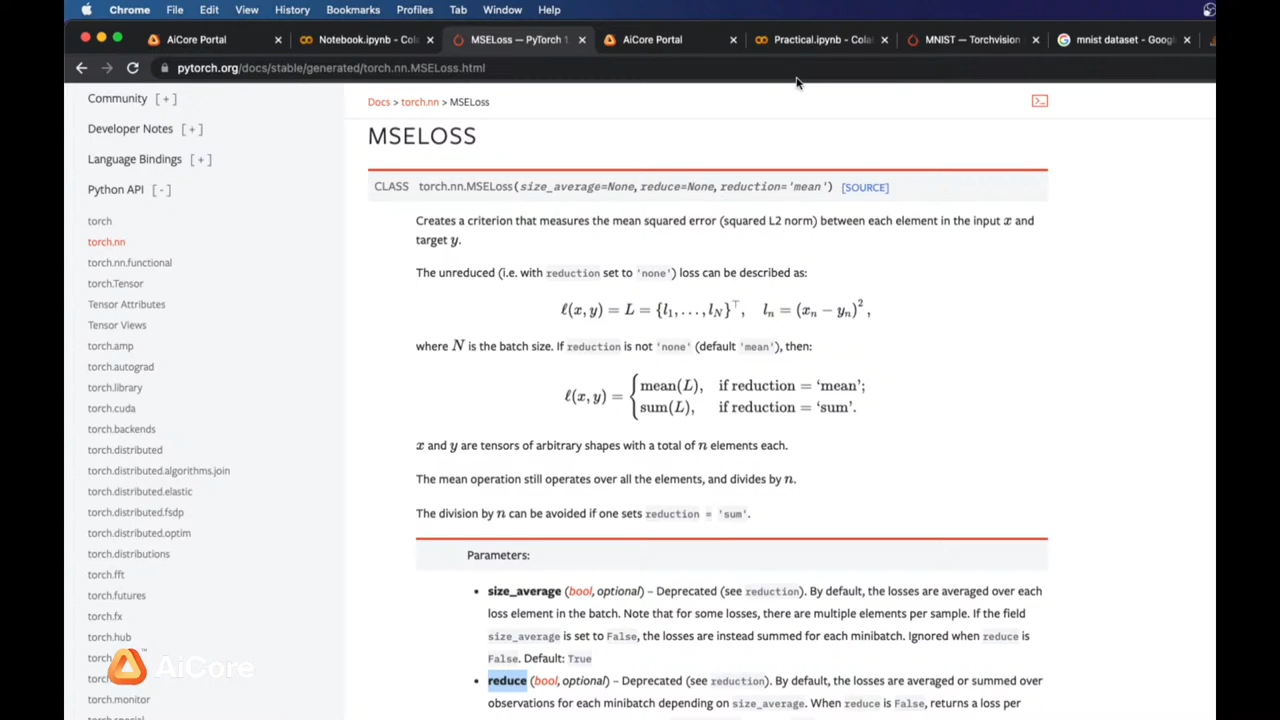 Chrome File Edit View History Bookmarks Profiles Tab Window Help
AiCore Portal × Notebook.ipynb - Cola × MSELoss — PyTorch 1. × AiCore Portal × Practical.ipynb - Colab × MNIST — Torchvision × mnist dataset - Googl ×
pytorch.org/docs/stable/generated/torch.nn.MSELoss.html
Community [ + ]
Developer Notes [ + ]
Language Bindings [ + ]
Python API [ - ]
torch
torch.nn
torch.nn.functional
torch.Tensor
Tensor Attributes
Tensor Views
torch.amp
torch.autograd
torch.library
torch.cuda
torch.backends
torch.distributed
torch.distributed.algorithms.join
torch.distributed.elastic
torch.distributed.fsdp
torch.distributed.optim
torch.distributions
torch.fft
torch.futures
torch.fx
torch.hub
torch.monitor
torch.special
Docs > torch.nn > MSELoss
MSELOSS
CLASS torch.nn.MSELoss(size_average=None, reduce=None, reduction='mean') [SOURCE]
Creates a criterion that measures the mean squared error (squared L2 norm) between each element in the input x and
target y.
The unreduced (i.e. with reduction set to 'none') loss can be described as:
ℓ(x, y) = L = {l₁, . . . , l_N}^⊤, lₙ = (xₙ − yₙ)²,
where N is the batch size. If reduction is not 'none' (default 'mean'), then:
ℓ(x, y) = { mean(L), if reduction = ‘mean’;
sum(L), if reduction = ‘sum’.
x and y are tensors of arbitrary shapes with a total of n elements each.
The mean operation still operates over all the elements, and divides by n.
The division by n can be avoided if one sets reduction = 'sum'.
Parameters:
• size_average (bool, optional) – Deprecated (see reduction). By default, the losses are averaged over each
loss element in the batch. Note that for some losses, there are multiple elements per sample. If the field
size_average is set to False, the losses are instead summed for each minibatch. Ignored when reduce is
False. Default: True
• reduce (bool, optional) – Deprecated (see reduction). By default, the losses are averaged or summed over
observations for each minibatch depending on size_average. When reduce is False, returns a loss per
AiCore